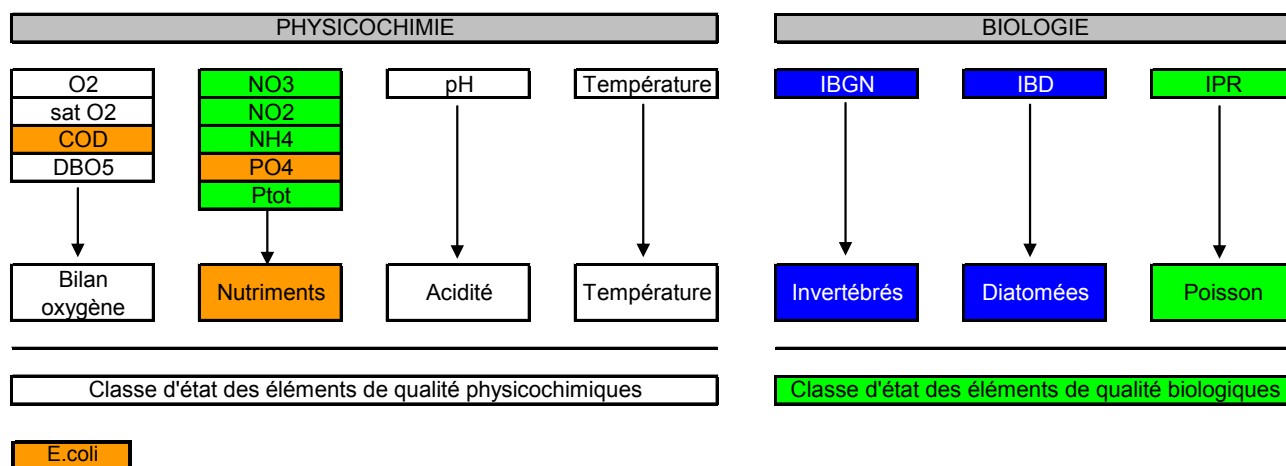 PHYSICOCHIMIE
BIOLOGIE
O2
NO3
pH
Température
IBGN
IBD
IPR
sat O2
NO2
COD
NH4
DBO5
PO4
Ptot
Bilan
oxygène
Nutriments
Acidité
Température
Invertébrés
Diatomées
Poisson
Classe d'état des éléments de qualité physicochimiques
Classe d'état des éléments de qualité biologiques
E.coli